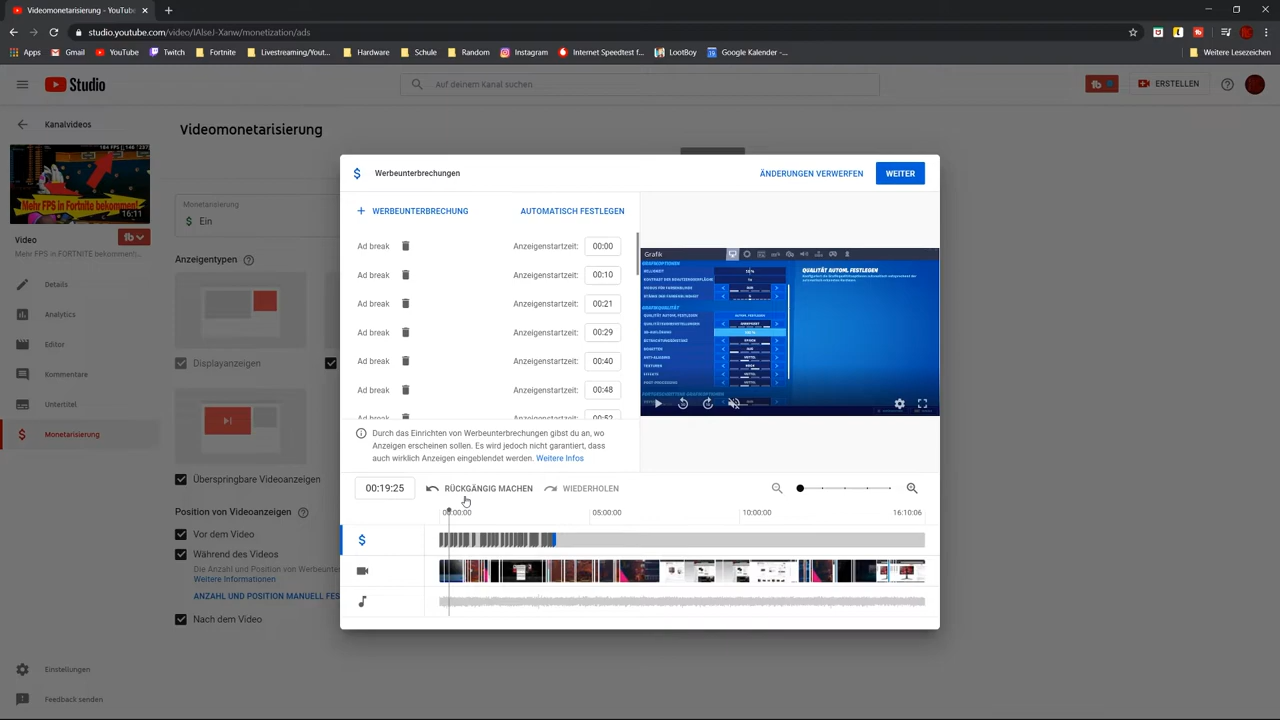 Videomonetarisierung - YouTube
studio.youtube.com/video/IAlseJ-Xanw/monetization/ads
Apps Gmail YouTube Twitch Fortnite Livestreaming/Yout... Hardware Schule Random Instagram Internet Speedtest f... LootBoy Google Kalender -... Weitere Lesezeichen
Studio
Auf deinem Kanal suchen
fb
ERSTELLEN
Kanalvideos
Videomonetarisierung
Mehr FPS in Fortnite bekommen!
16:11
Video
Mehr FPS in FORTNITE bekommen!...
fb
Details
Analytics
Editor
Kommentare
Untertitel
Monetarisierung
Einstellungen
Feedback senden
Monetarisierung
Ein
Anzeigentypen
Displayanzeigen
Überspringbare Videoanzeigen
Position von Videoanzeigen
Vor dem Video
Während des Videos
Die Anzahl und Position von Werbeunter
Weitere Informationen
ANZAHL UND POSITION MANUELL FES
Nach dem Video
Werbeunterbrechungen
ÄNDERUNGEN VERWERFEN
WEITER
+ WERBEUNTERBRECHUNG
AUTOMATISCH FESTLEGEN
Ad break Anzeigenstartzeit: 00:00
Ad break Anzeigenstartzeit: 00:10
Ad break Anzeigenstartzeit: 00:21
Ad break Anzeigenstartzeit: 00:29
Ad break Anzeigenstartzeit: 00:40
Ad break Anzeigenstartzeit: 00:48
Ad break Anzeigenstartzeit: 00:52
Grafik
GRAFIKOPTIONEN
QUALITÄT AUTOM. FESTLEGEN
Durch das Einrichten von Werbeunterbrechungen gibst du an, wo
Anzeigen erscheinen sollen. Es wird jedoch nicht garantiert, dass
auch wirklich Anzeigen eingeblendet werden. Weitere Infos
00:19:25
RÜCKGÄNGIG MACHEN
WIEDERHOLEN
00:00:00 05:00:00 10:00:00 16:10:06